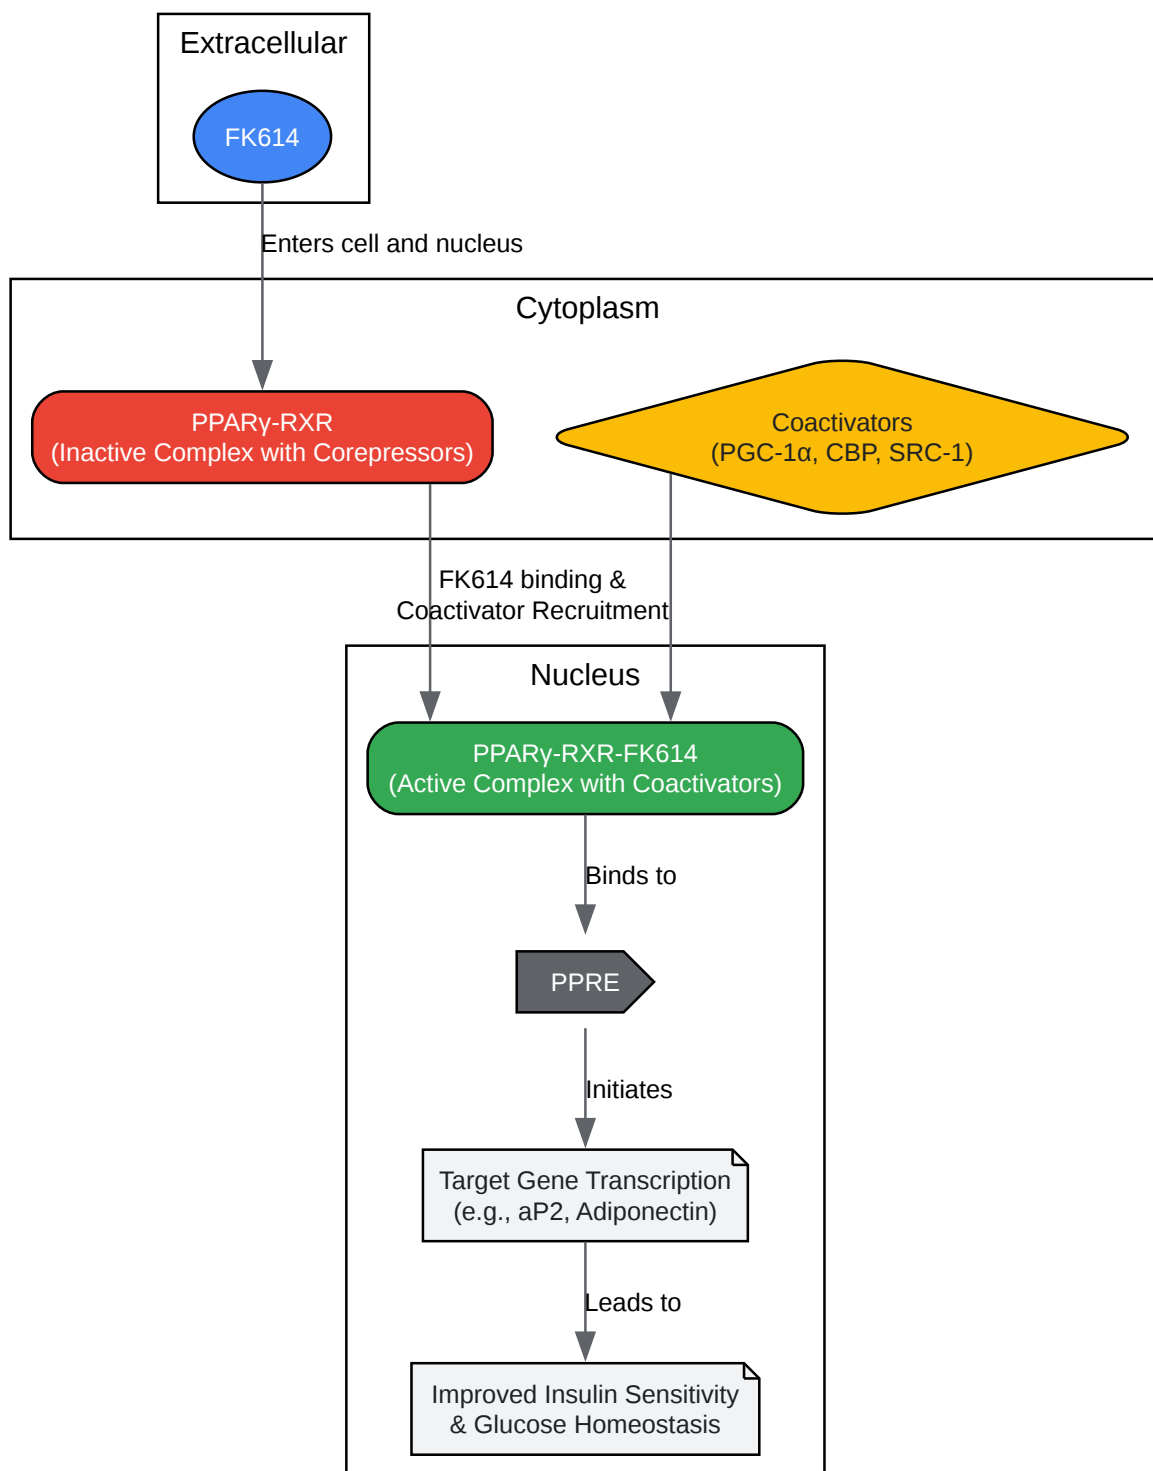 Extracellular
FK614
Enters cell and nucleus
Cytoplasm
PPARγ-RXR
(Inactive Complex with Corepressors)
Coactivators
(PGC-1α, CBP, SRC-1)
FK614 binding &
Coactivator Recruitment
Nucleus
PPARγ-RXR-FK614
(Active Complex with Coactivators)
Binds to
PPRE
Initiates
Target Gene Transcription
(e.g., aP2, Adiponectin)
Leads to
Improved Insulin Sensitivity
& Glucose Homeostasis